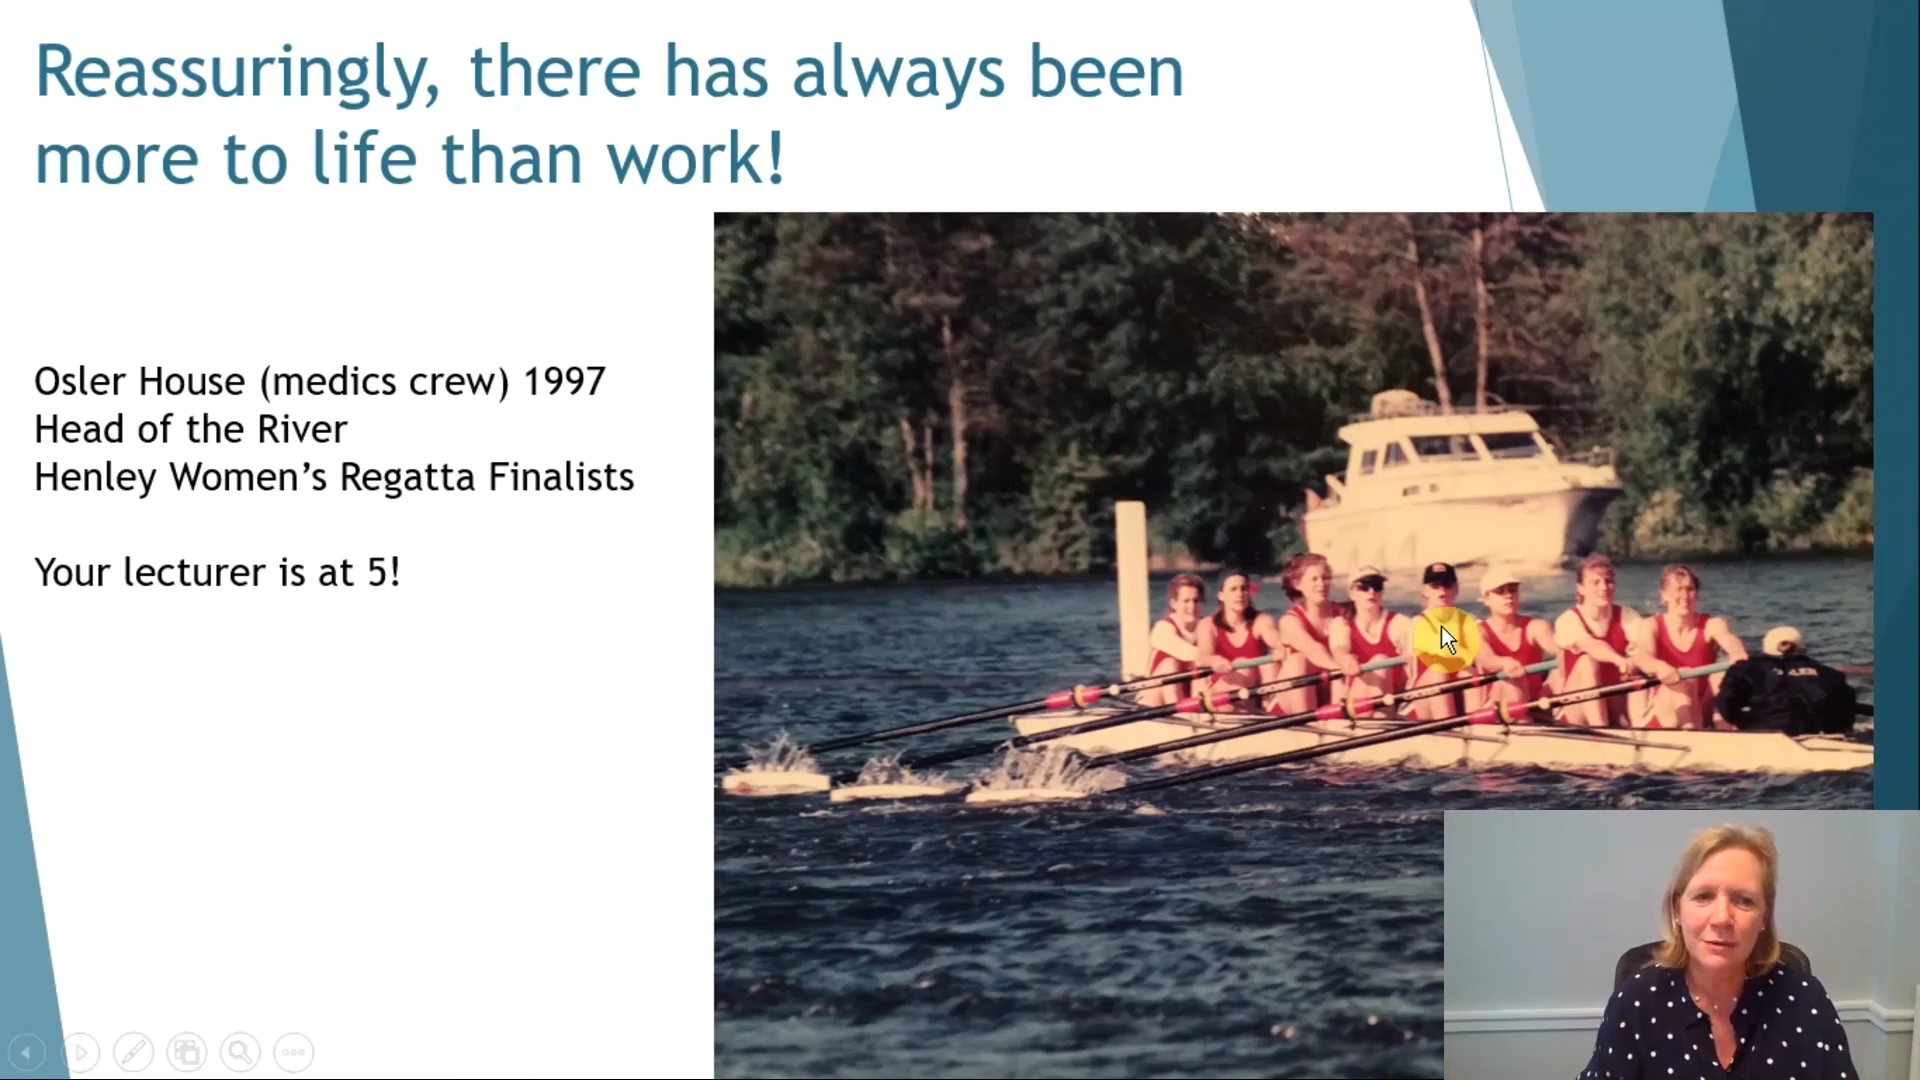 Reassuringly, there has always been
more to life than work!
Osler House (medics crew) 1997
Head of the River
Henley Women’s Regatta Finalists
Your lecturer is at 5!